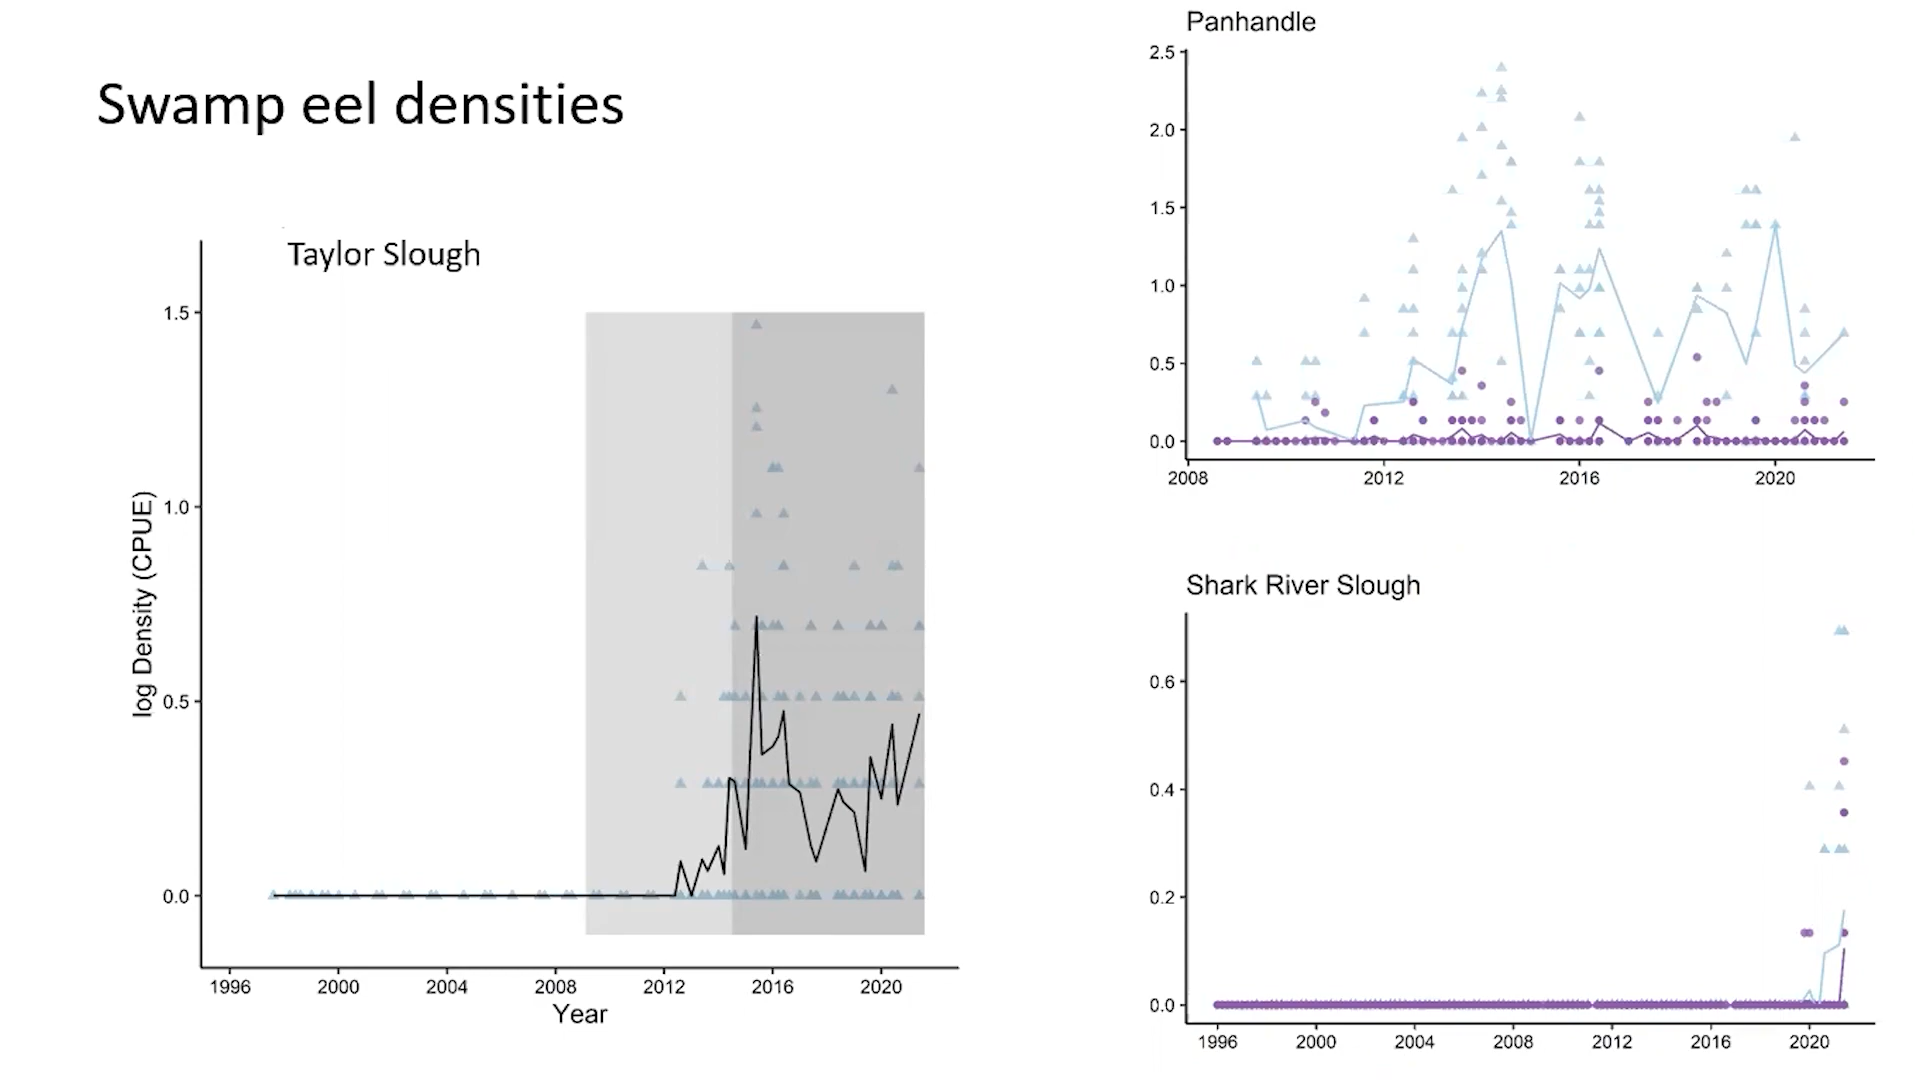 Swamp eel densities
Taylor Slough
log Density (CPUE)
1.5
1.0
0.5
0.0
1996 2000 2004 2008 2012 2016 2020
Year
Panhandle
2.5
2.0
1.5
1.0
0.5
0.0
2008 2012 2016 2020
Shark River Slough
0.6
0.4
0.2
0.0
1996 2000 2004 2008 2012 2016 2020